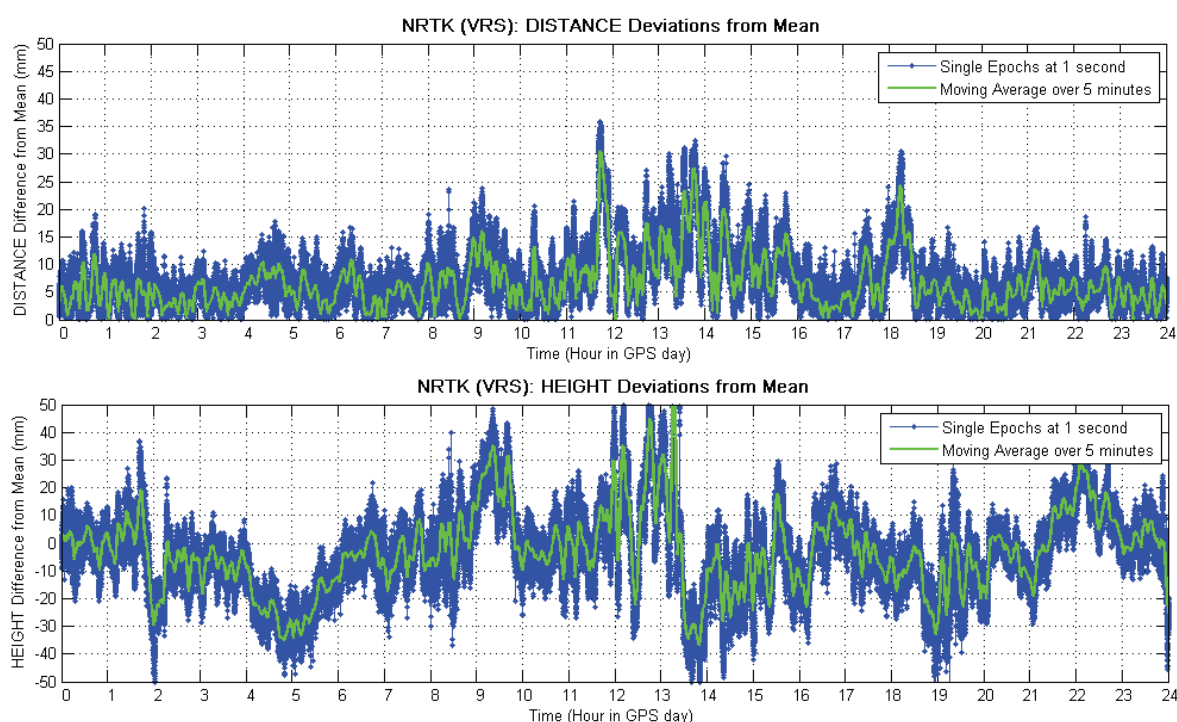 NRTK (VRS): DISTANCE Deviations from Mean
DISTANCE Difference from Mean (mm)
50
45
40
35
30
25
20
15
10
5
0
Single Epochs at 1 second
Moving Average over 5 minutes
0 1 2 3 4 5 6 7 8 9 10 11 12 13 14 15 16 17 18 19 20 21 22 23 24
Time (Hour in GPS day)
NRTK (VRS): HEIGHT Deviations from Mean
HEIGHT Difference from Mean (mm)
50
40
30
20
10
0
-10
-20
-30
-40
-50
Single Epochs at 1 second
Moving Average over 5 minutes
0 1 2 3 4 5 6 7 8 9 10 11 12 13 14 15 16 17 18 19 20 21 22 23 24
Time (Hour in GPS day)